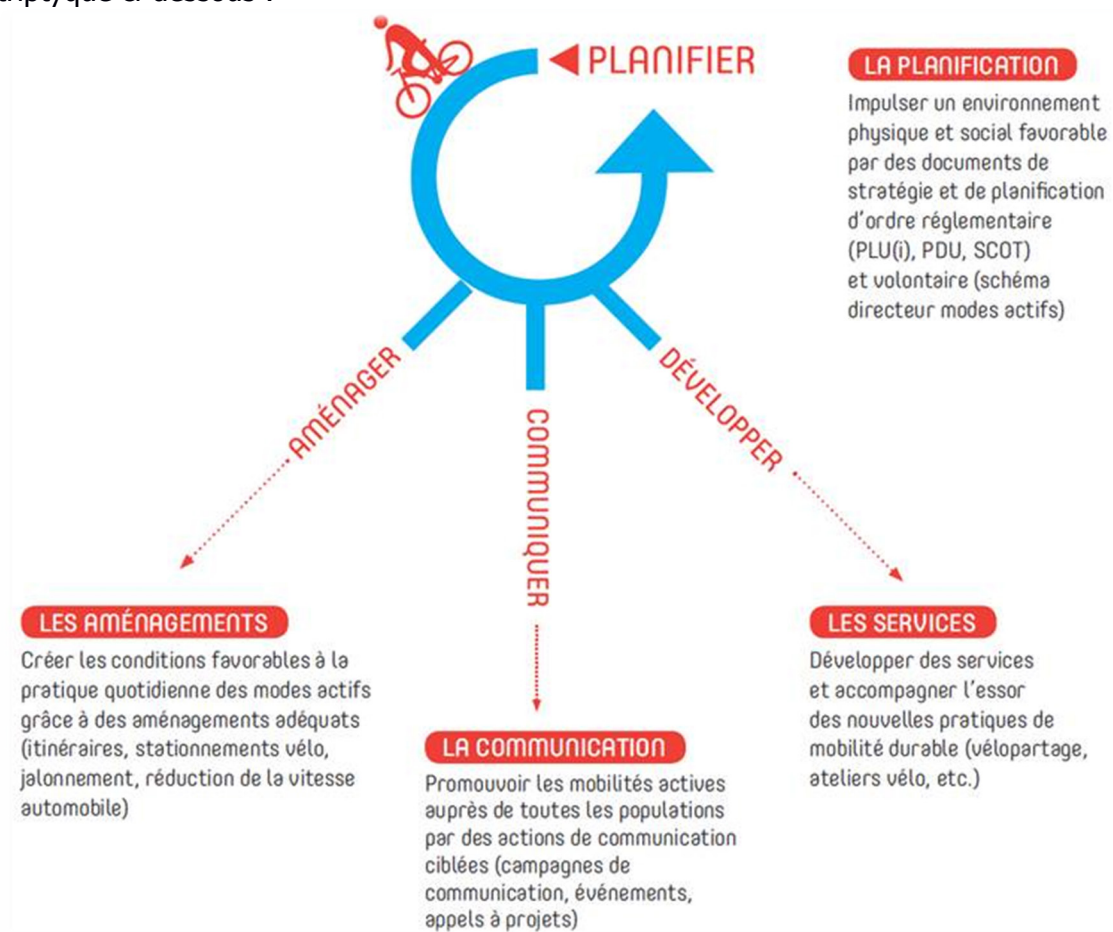 PLANIFIER
LA PLANIFICATION
Impulser un environnement
physique et social favorable
par des documents de
stratégie et de planification
d'ordre réglementaire
(PLU(i), PDU, SCOT)
et volontaire (schéma
directeur modes actifs)
AMÉNAGER
COMMUNIQUER
DÉVELOPPER
LES AMÉNAGEMENTS
Créer les conditions favorables à la
pratique quotidienne des modes actifs
grâce à des aménagements adéquats
(itinéraires, stationnements vélo,
jalonnement, réduction de la vitesse
automobile)
LA COMMUNICATION
Promouvoir les mobilités actives
auprès de toutes les populations
par des actions de communication
ciblées (campagnes de
communication, événements,
appels à projets)
LES SERVICES
Développer des services
et accompagner l'essor
des nouvelles pratiques de
mobilité durable (vélopartage,
ateliers vélo, etc.)